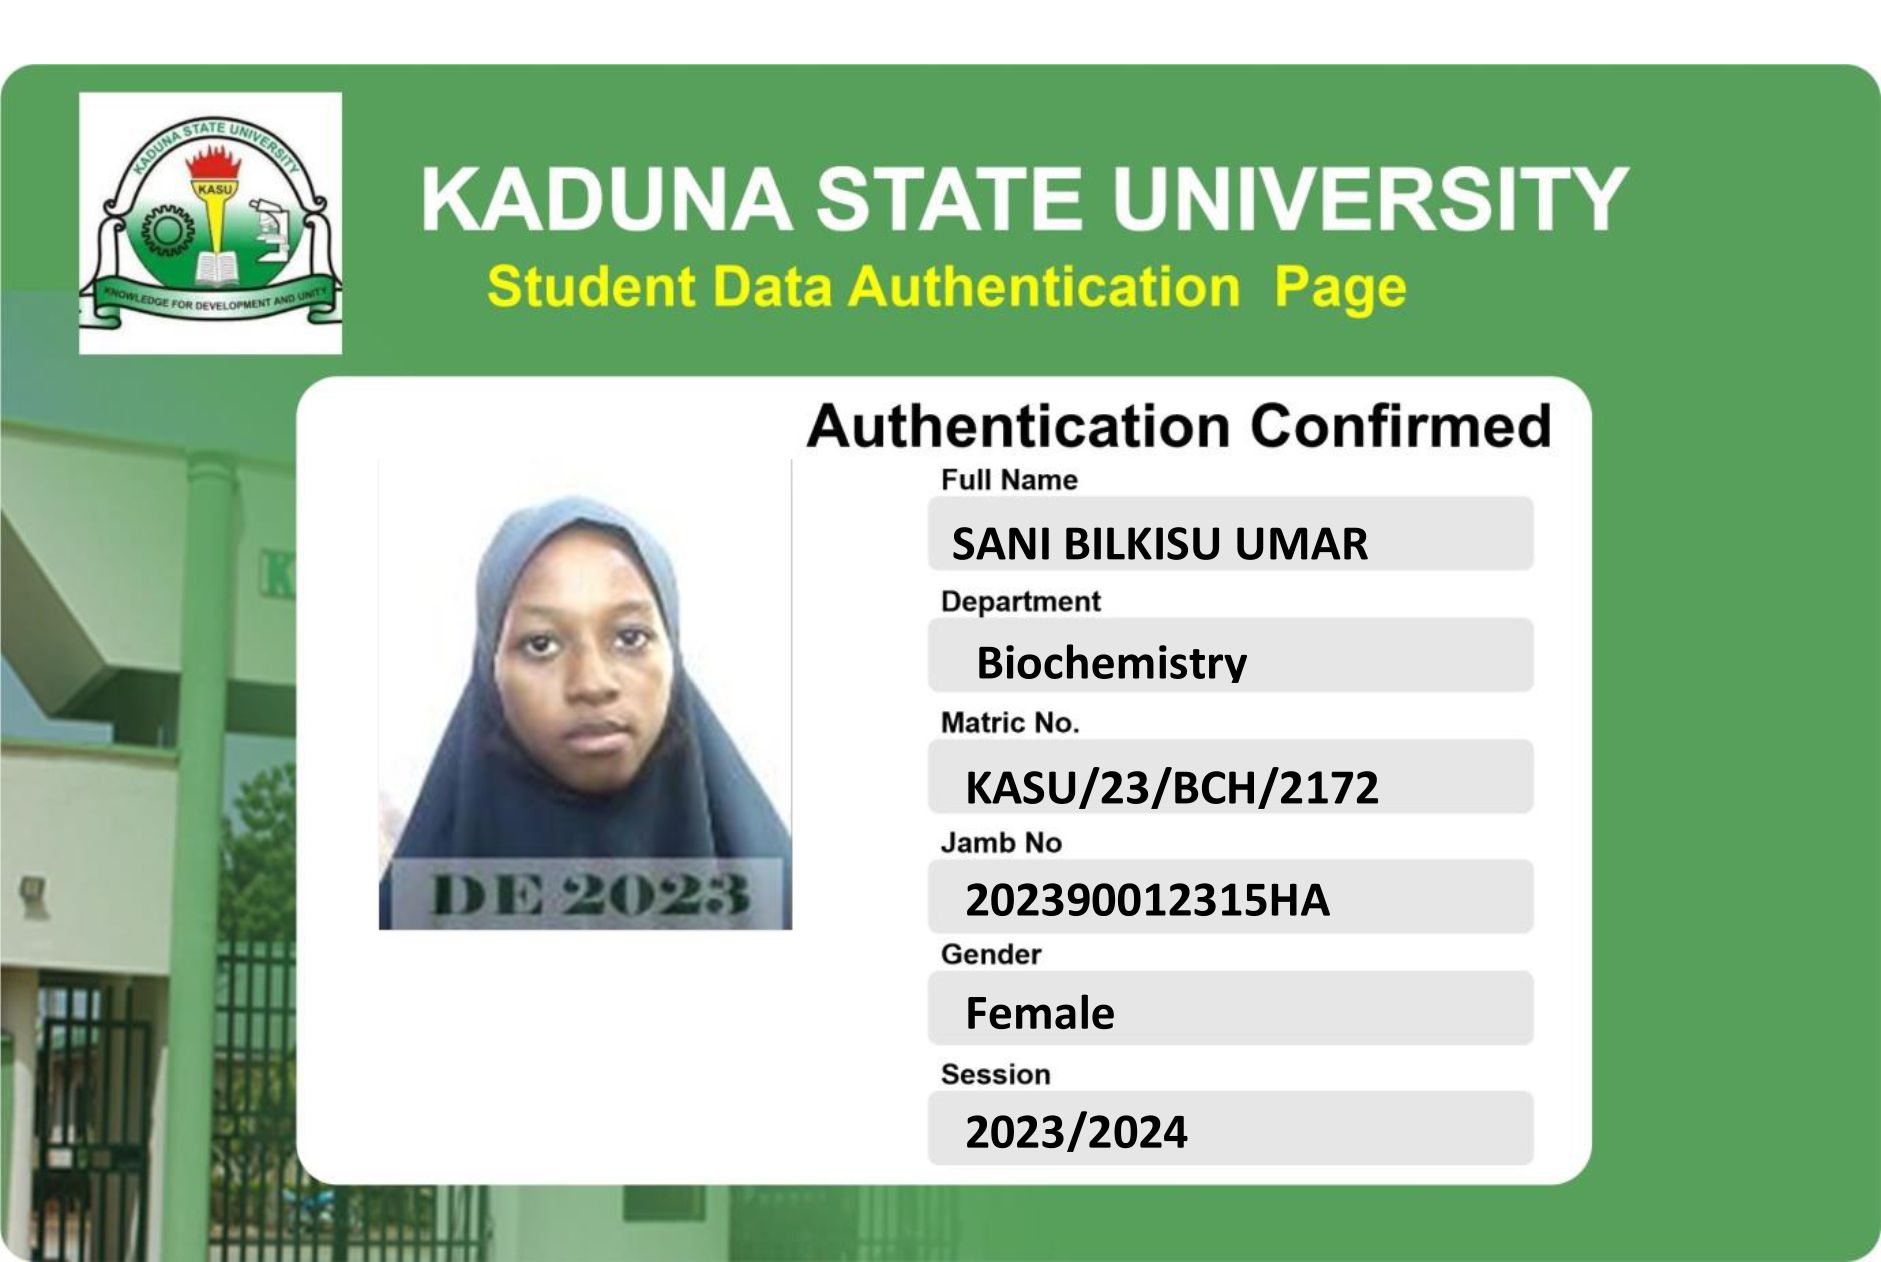 KADUNA STATE UNIVERSITY
KASU
KNOWLEDGE FOR DEVELOPMENT AND UNITY
KADUNA STATE UNIVERSITY
Student Data Authentication Page
Authentication Confirmed
Full Name
SANI BILKISU UMAR
Department
Biochemistry
Matric No.
KASU/23/BCH/2172
Jamb No
202390012315HA
Gender
Female
Session
2023/2024
DE 2023
K